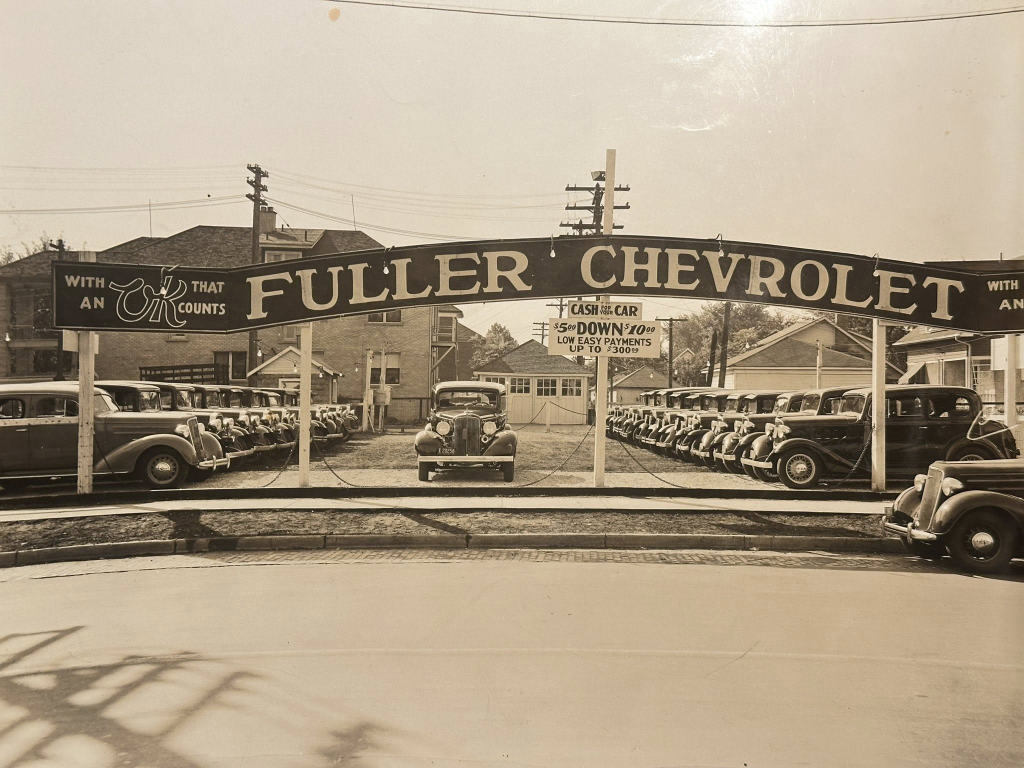 WITH AN OK THAT COUNTS
FULLER CHEVROLET
WITH
AN
CASH FOR YOUR CAR
$5.00 DOWN $10.00
LOW EASY PAYMENTS
UP TO $300.00